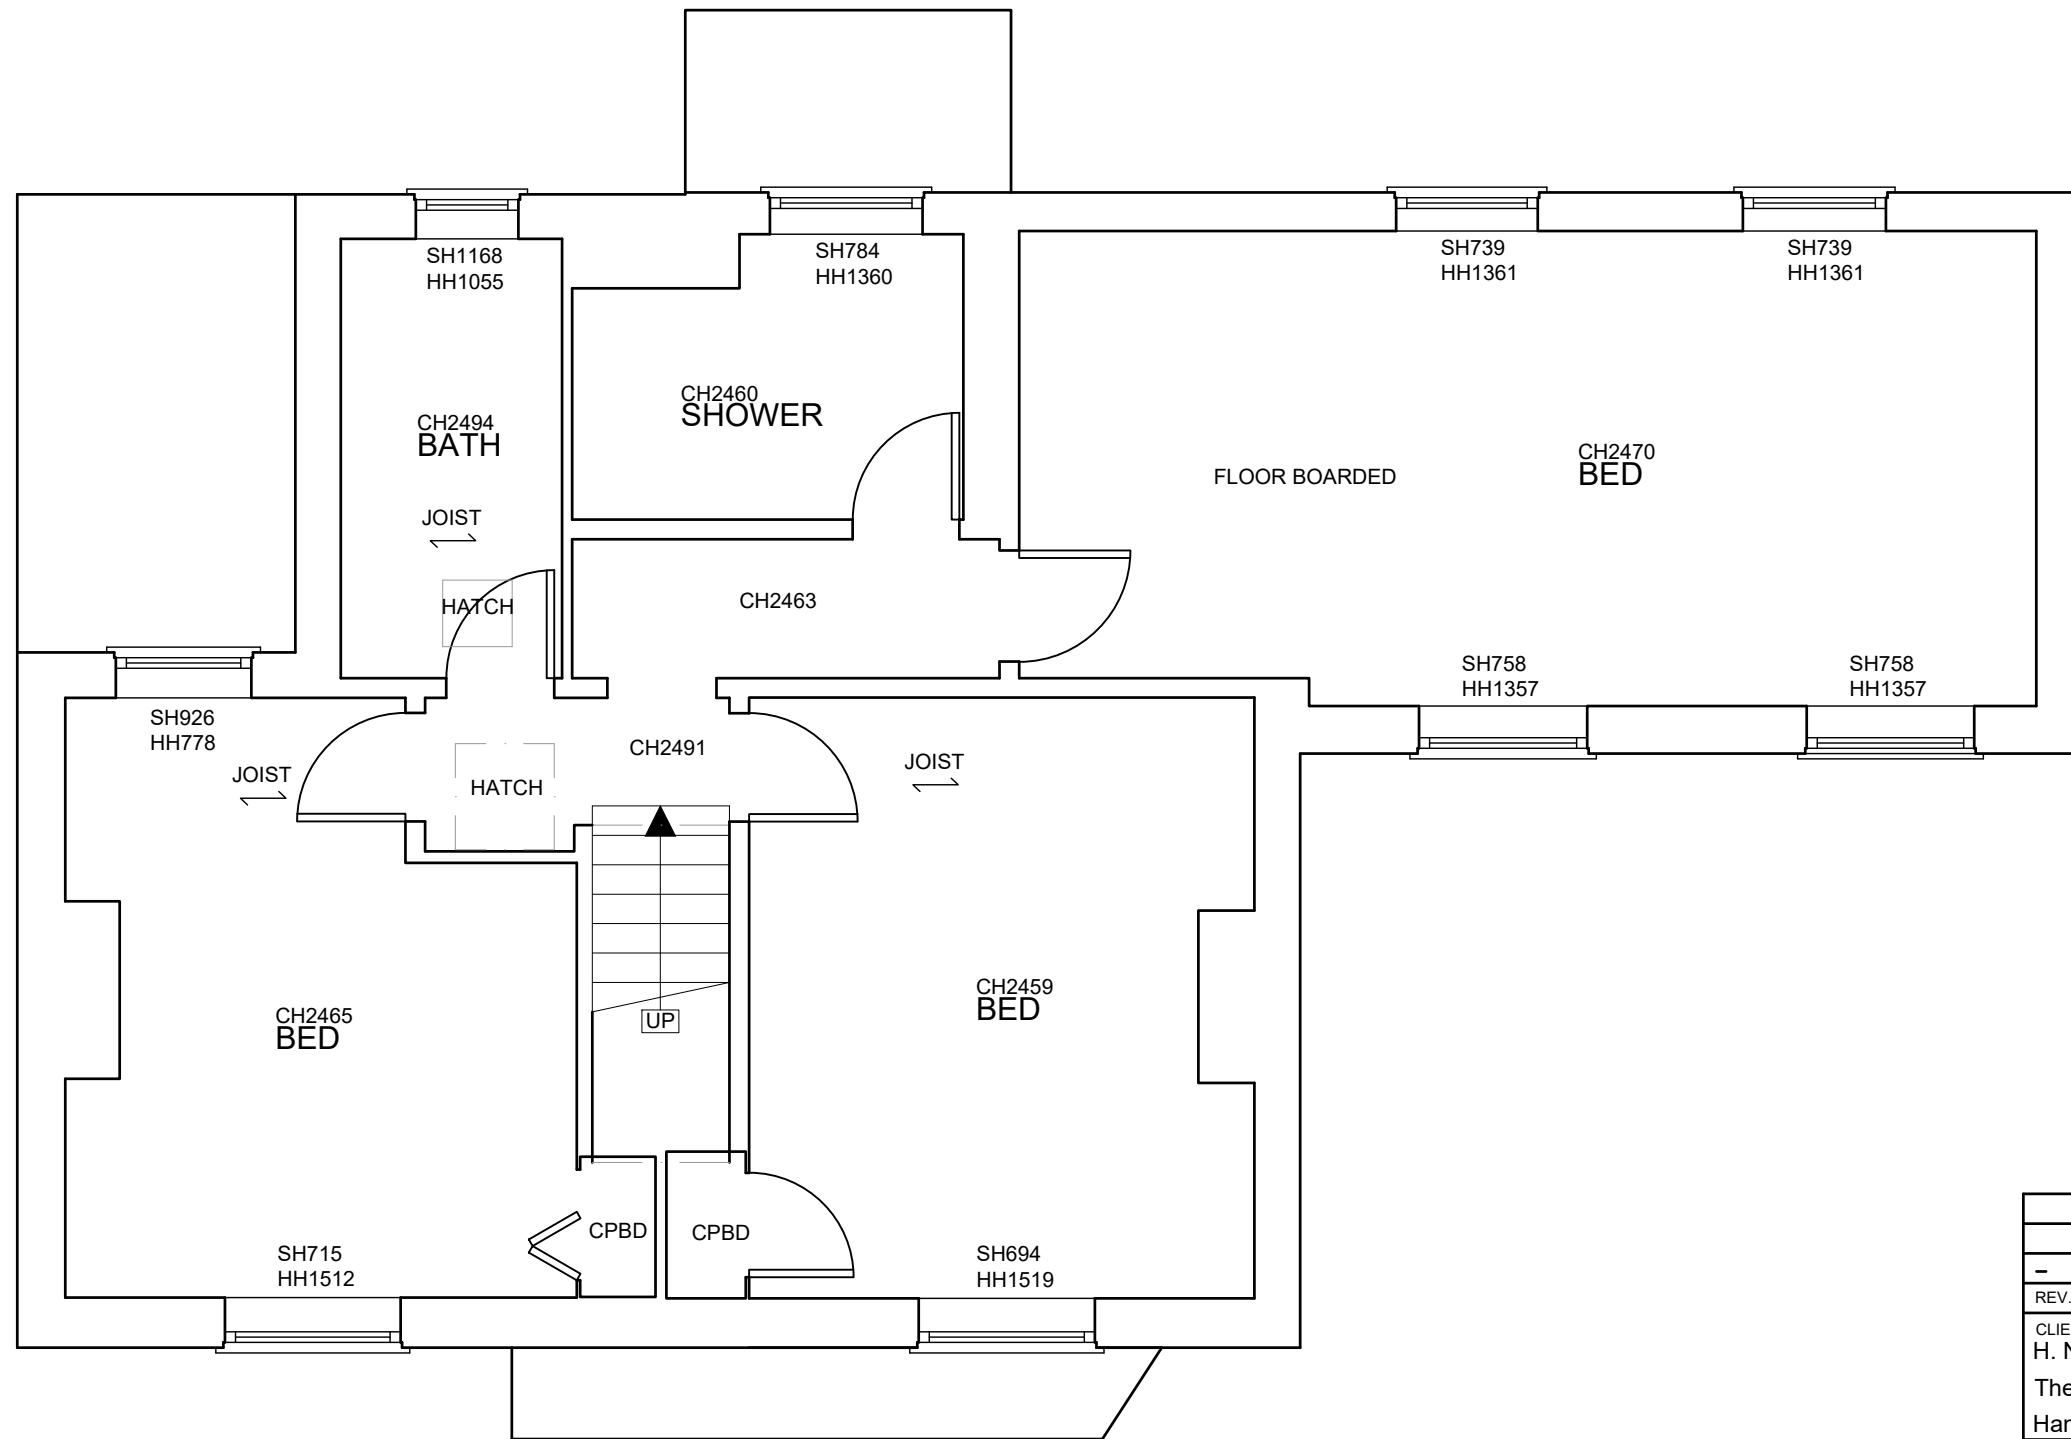 SH1168
HH1055
SH784
HH1360
SH739
HH1361
SH739
HH1361
CH2460
SHOWER
CH2494
BATH
CH2470
BED
FLOOR BOARDED
JOIST
HATCH
CH2463
SH758
HH1357
SH758
HH1357
SH926
HH778
CH2491
JOIST
JOIST
HATCH
CH2459
BED
CH2465
BED
UP
CPBD
CPBD
SH715
HH1512
SH694
HH1519
–
REV.
H.
The